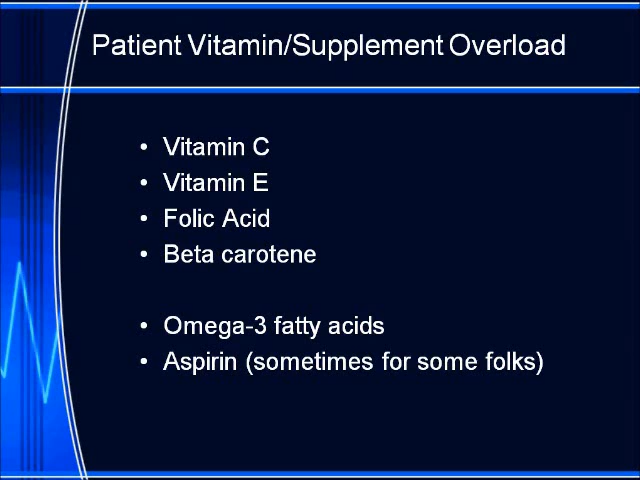 Patient Vitamin/Supplement Overload
• Vitamin C
• Vitamin E
• Folic Acid
• Beta carotene
• Omega-3 fatty acids
• Aspirin (sometimes for some folks)